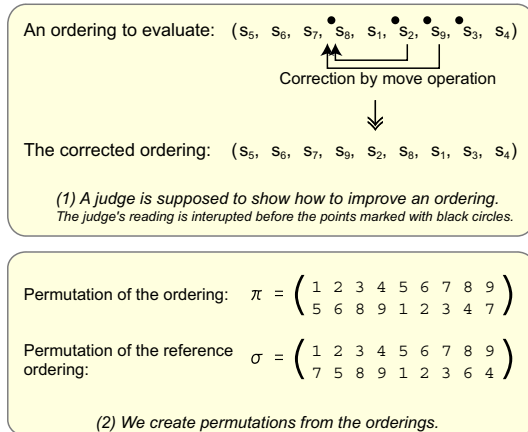 An ordering to evaluate: (s5, s6, s7, s8, s1, s2, s9, s3, s4)
Correction by move operation
The corrected ordering: (s5, s6, s7, s9, s2, s8, s1, s3, s4)
(1) A judge is supposed to show how to improve an ordering.
The judge's reading is interupted before the points marked with black circles.
Permutation of the ordering: π = ( 1 2 3 4 5 6 7 8 9
5 6 8 9 1 2 3 4 7 )
Permutation of the reference
ordering: σ = ( 1 2 3 4 5 6 7 8 9
7 5 8 9 1 2 3 6 4 )
(2) We create permutations from the orderings.